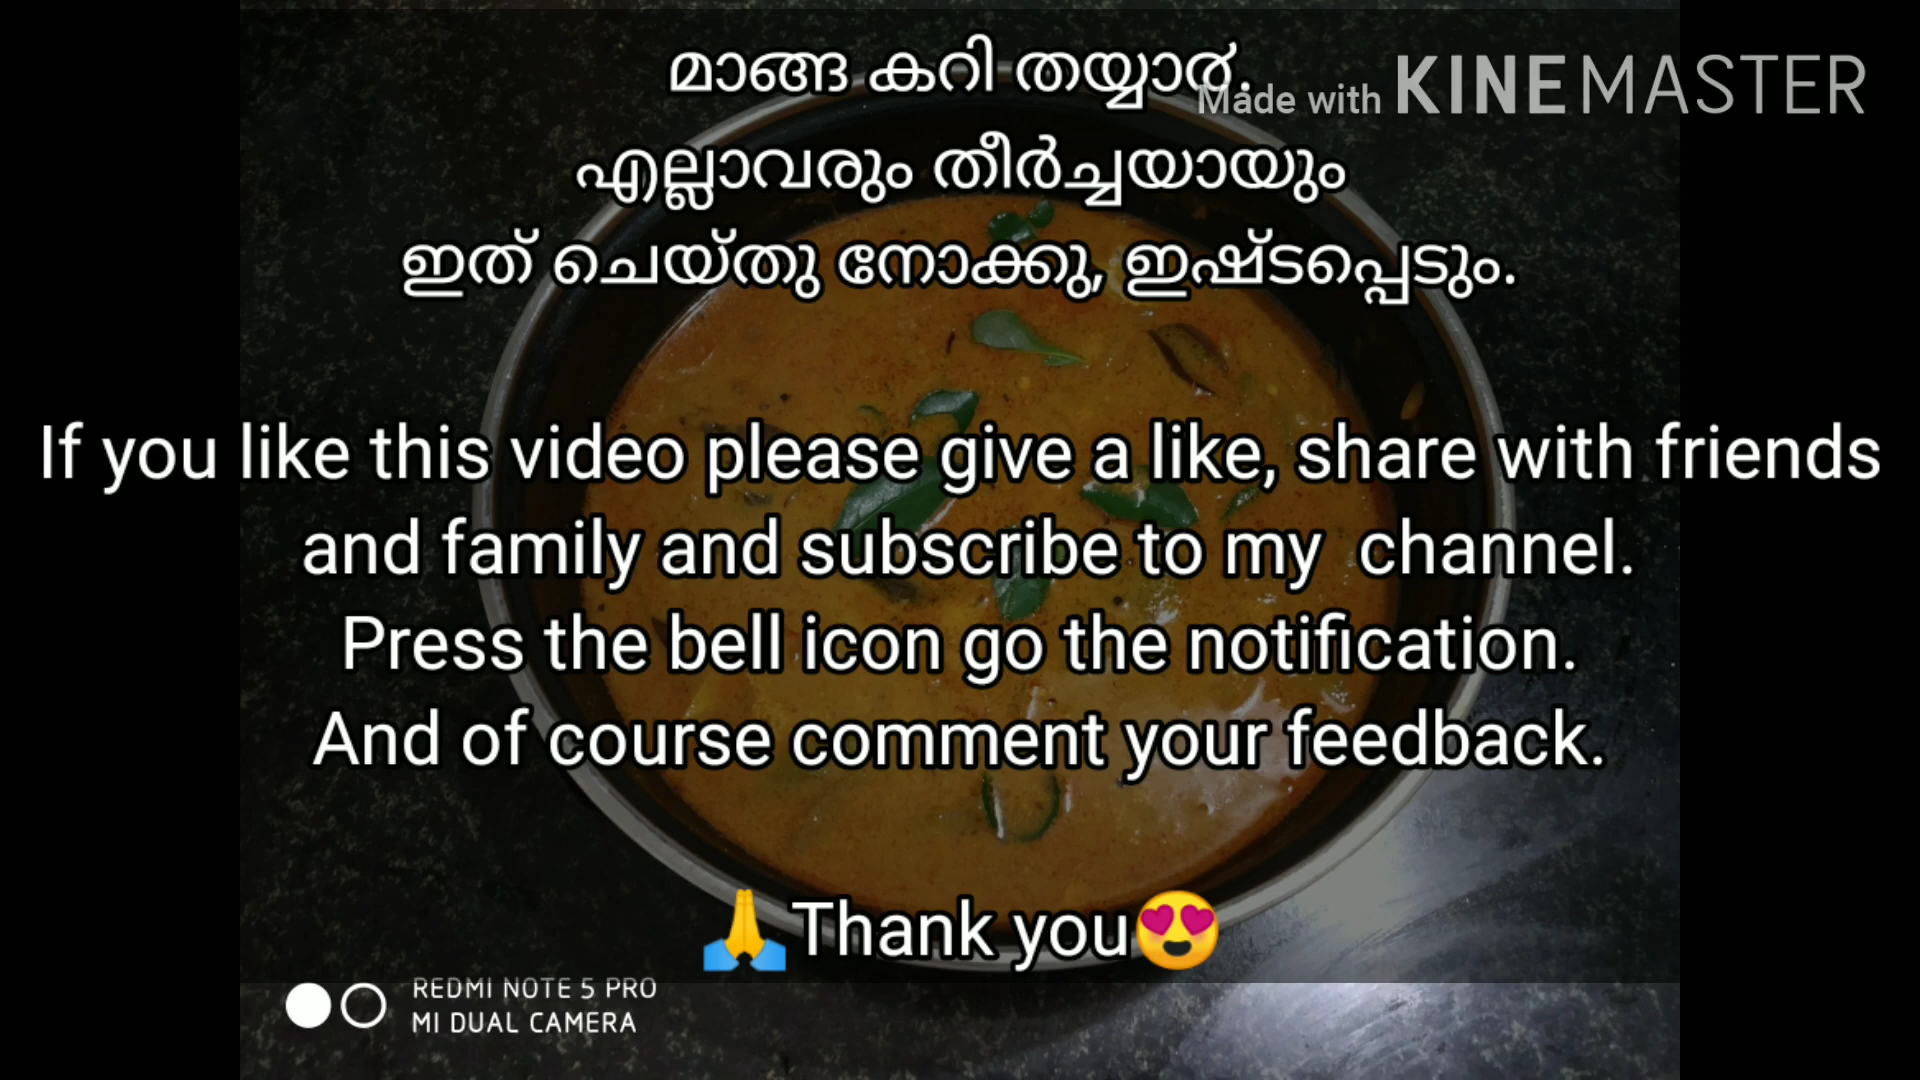 മാങ്ങ കറി തയ്യാർ.
Made with KINEMASTER
എല്ലാവരും തീർച്ചയായും
ഇത് ചെയ്തു നോക്കു, ഇഷ്ടപ്പെടും.
If you like this video please give a like, share with friends
and family and subscribe to my  channel.
Press the bell icon go the notification.
And of course comment your feedback.
🙏Thank you😍
REDMI NOTE 5 PRO
MI DUAL CAMERA